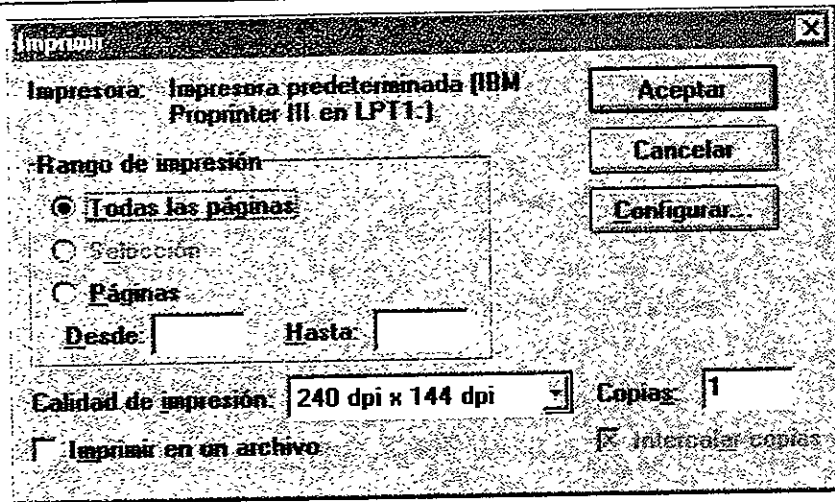 Imprimir
Impresora: Impresora predeterminada (IBM
Proprinter III en LPT1:)
Aceptar
Cancelar
Configurar...
Rango de impresión
Todas las páginas
Selección
Páginas
Desde: Hasta:
Calidad de impresión: 240 dpi x 144 dpi
Copias: 1
Imprimir en un archivo
Intercalar copias